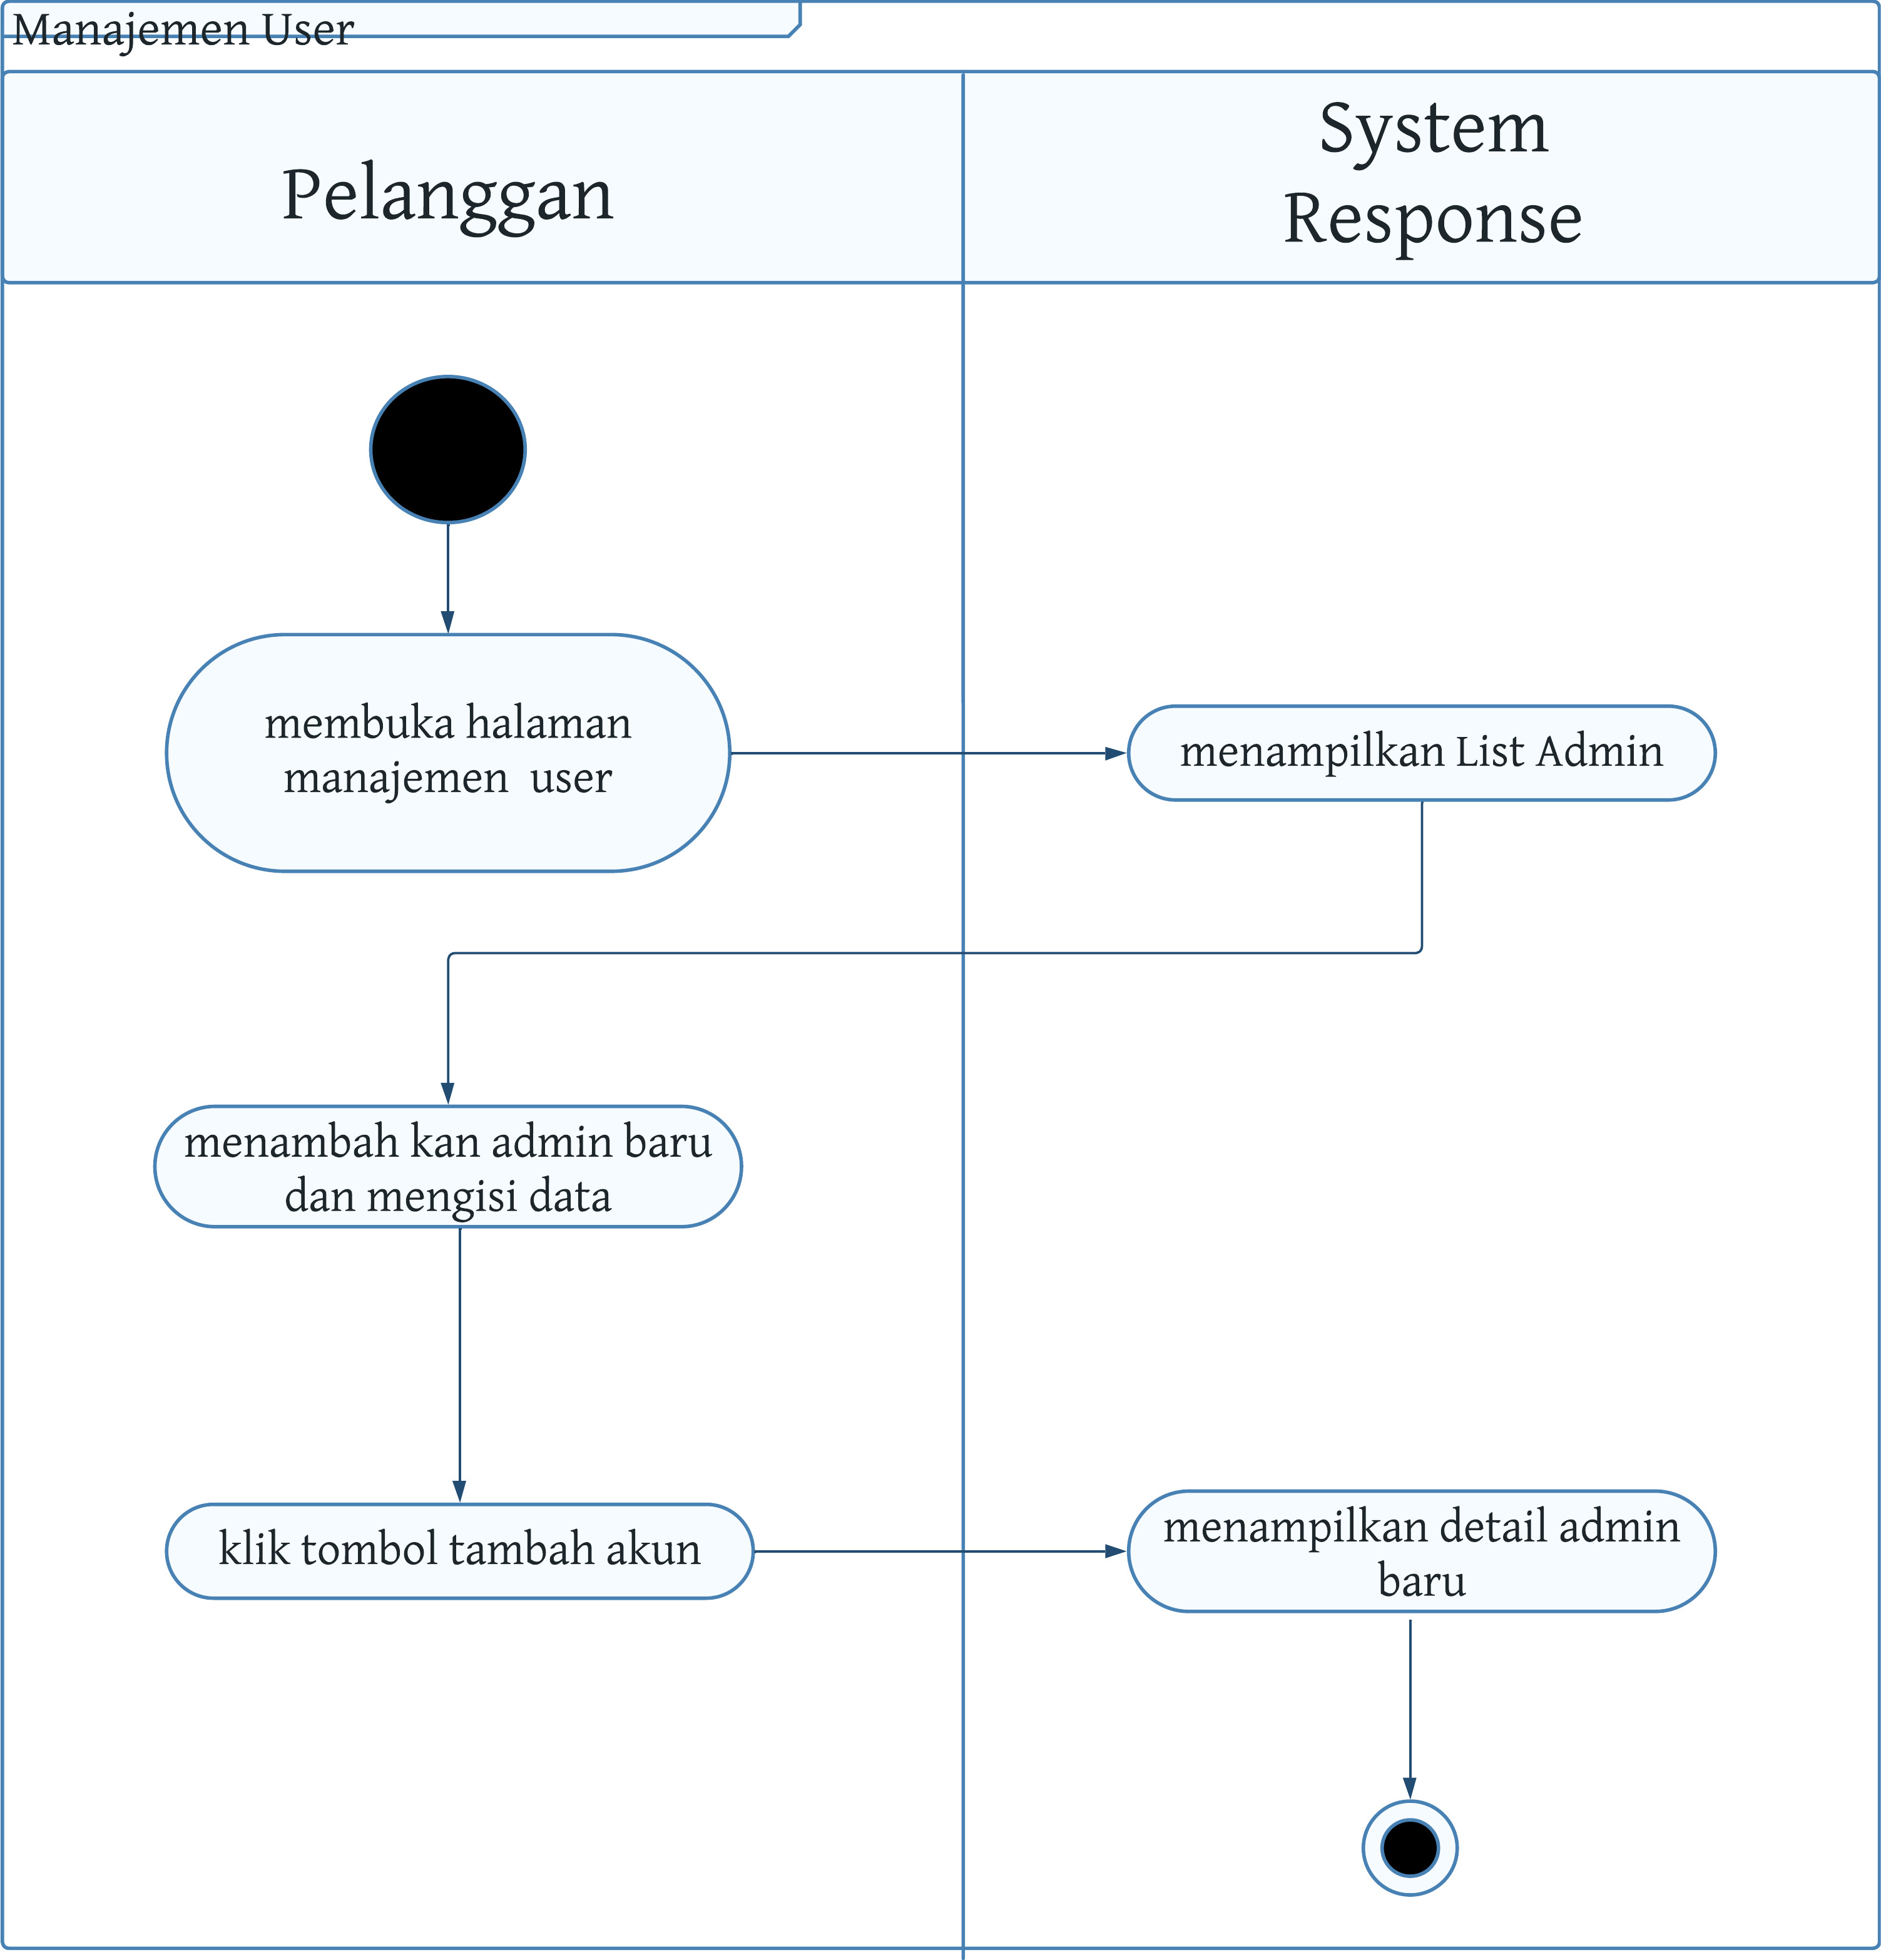 Manajemen User
Pelanggan
System
Response
membuka halaman
manajemen  user
menampilkan List Admin
menambah kan admin baru
dan mengisi data
klik tombol tambah akun
menampilkan detail admin
baru